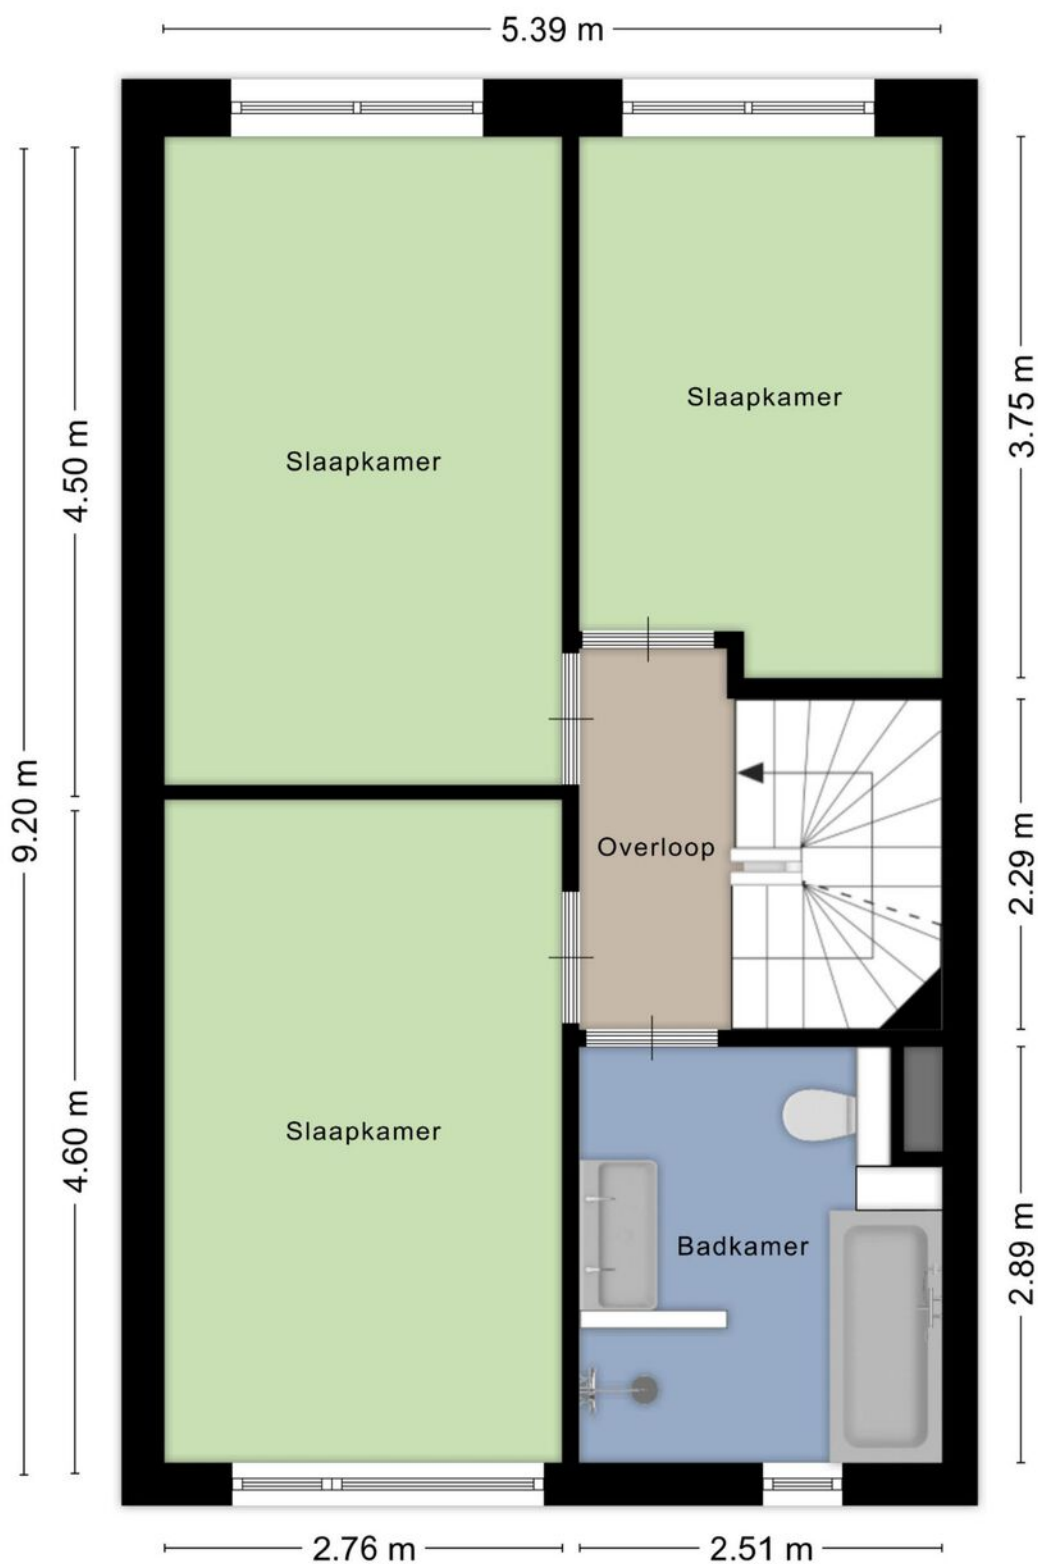 5.39 m
Slaapkamer
3.75 m
4.50 m
Slaapkamer
9.20 m
Overloop
2.29 m
4.60 m
Slaapkamer
Badkamer
2.89 m
2.76 m
2.51 m